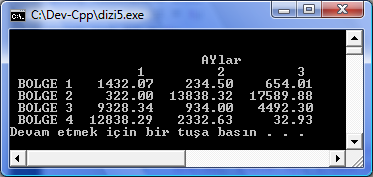 C:\Dev-Cpp\dizi5.exe
AYlar
1 2 3
BOLGE 1 1432.07 234.50 654.01
BOLGE 2 322.00 13838.32 17589.88
BOLGE 3 9328.34 934.00 4492.30
BOLGE 4 12838.29 2332.63 32.93
Devam etmek için bir tuşa basın . . .